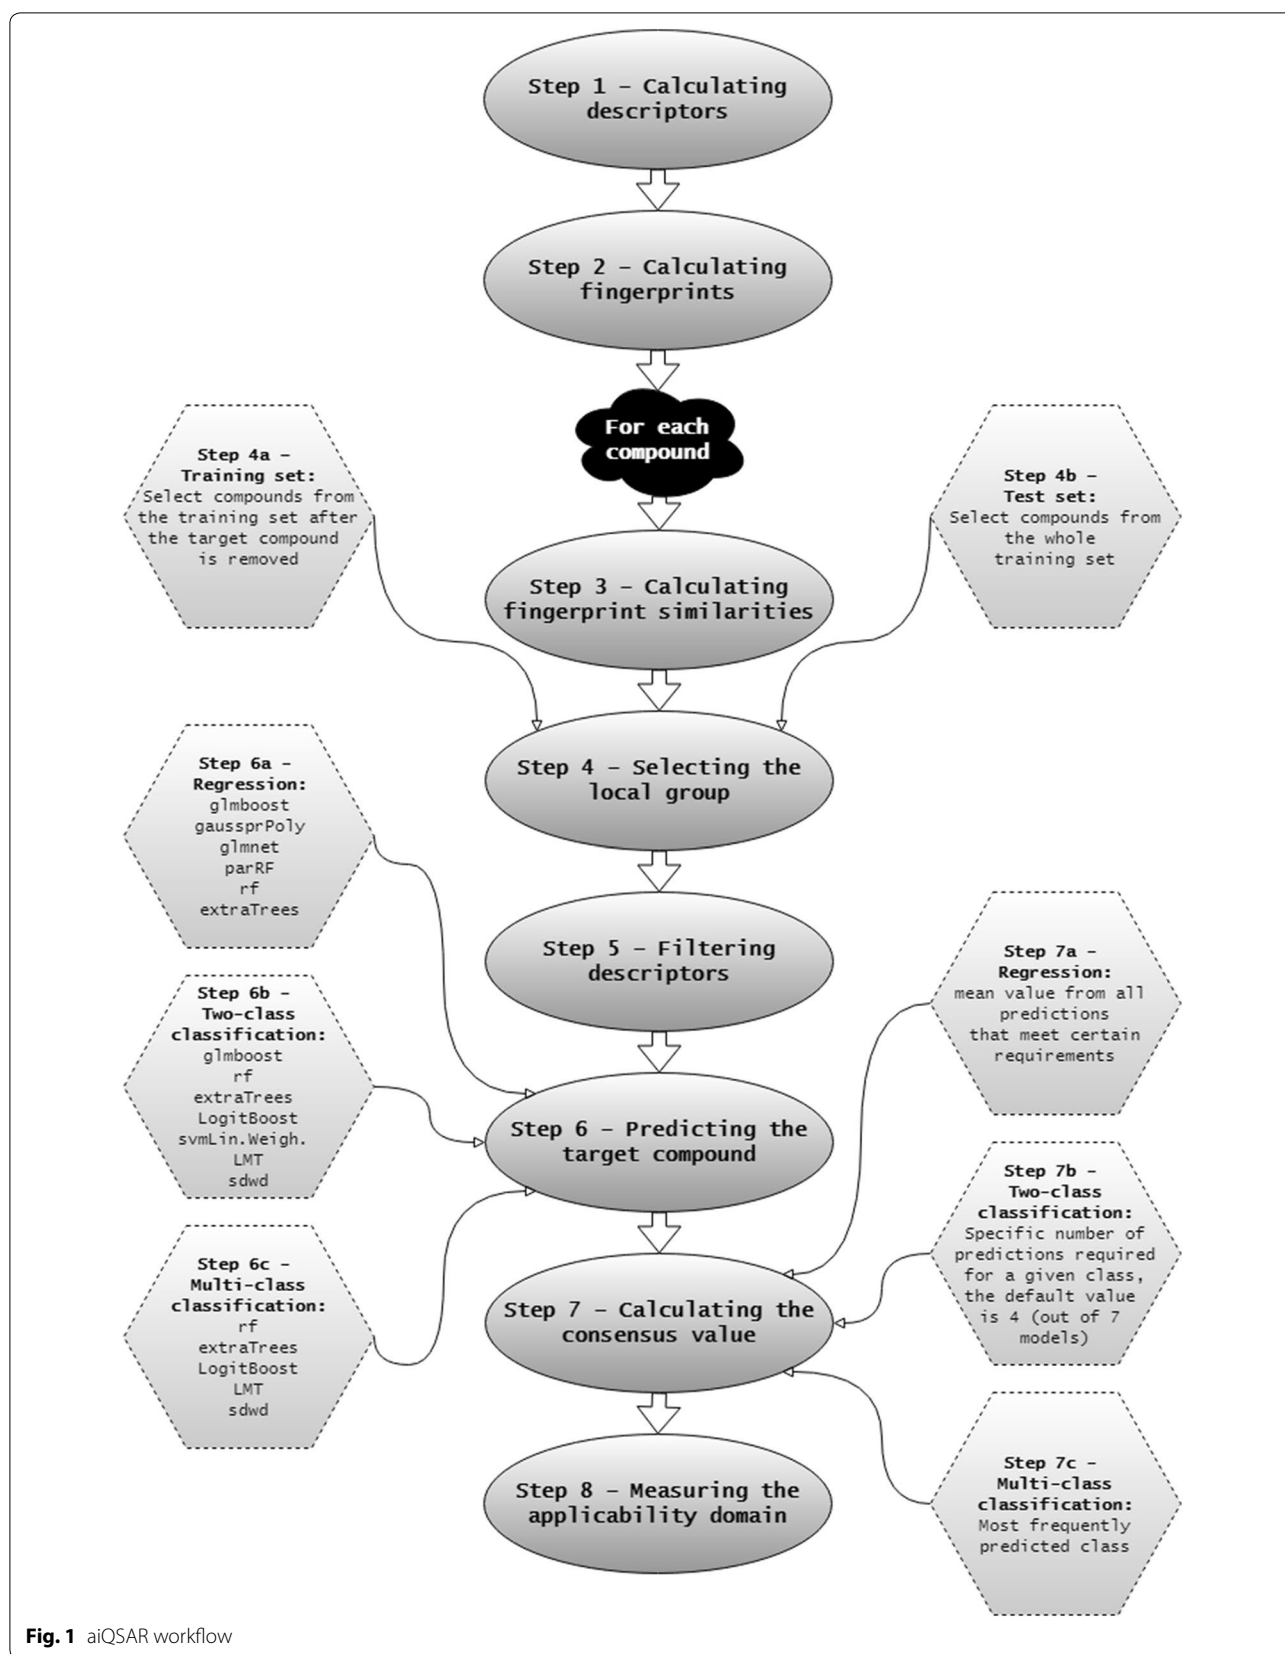 Step 1 – Calculating
descriptors
Step 2 – Calculating
fingerprints
For each
compound
Step 4a –
Training set:
Select compounds from
the training set after
the target compound
is removed
Step 4b –
Test set:
Select compounds from
the whole
training set
Step 3 – Calculating
fingerprint similarities
Step 4 – Selecting the
local group
Step 6a –
Regression:
glmboost
gaussprPoly
glmnet
parRF
rf
extraTrees
Step 5 – Filtering
descriptors
Step 7a –
Regression:
mean value from all
predictions
that meet certain
requirements
Step 6b –
Two-class
classification:
glmboost
rf
extraTrees
LogitBoost
svmLin.Weigh.
LMT
sdwd
Step 6 – Predicting the
target compound
Step 7b –
Two-class
classification:
Specific number of
predictions required
for a given class,
the default value
is 4 (out of 7
models)
Step 6c –
Multi-class
classification:
rf
extraTrees
LogitBoost
LMT
sdwd
Step 7 – Calculating the
consensus value
Step 7c –
Multi-class
classification:
Most frequently
predicted class
Step 8 – Measuring the
applicability domain
Fig. 1 aiQSAR workflow